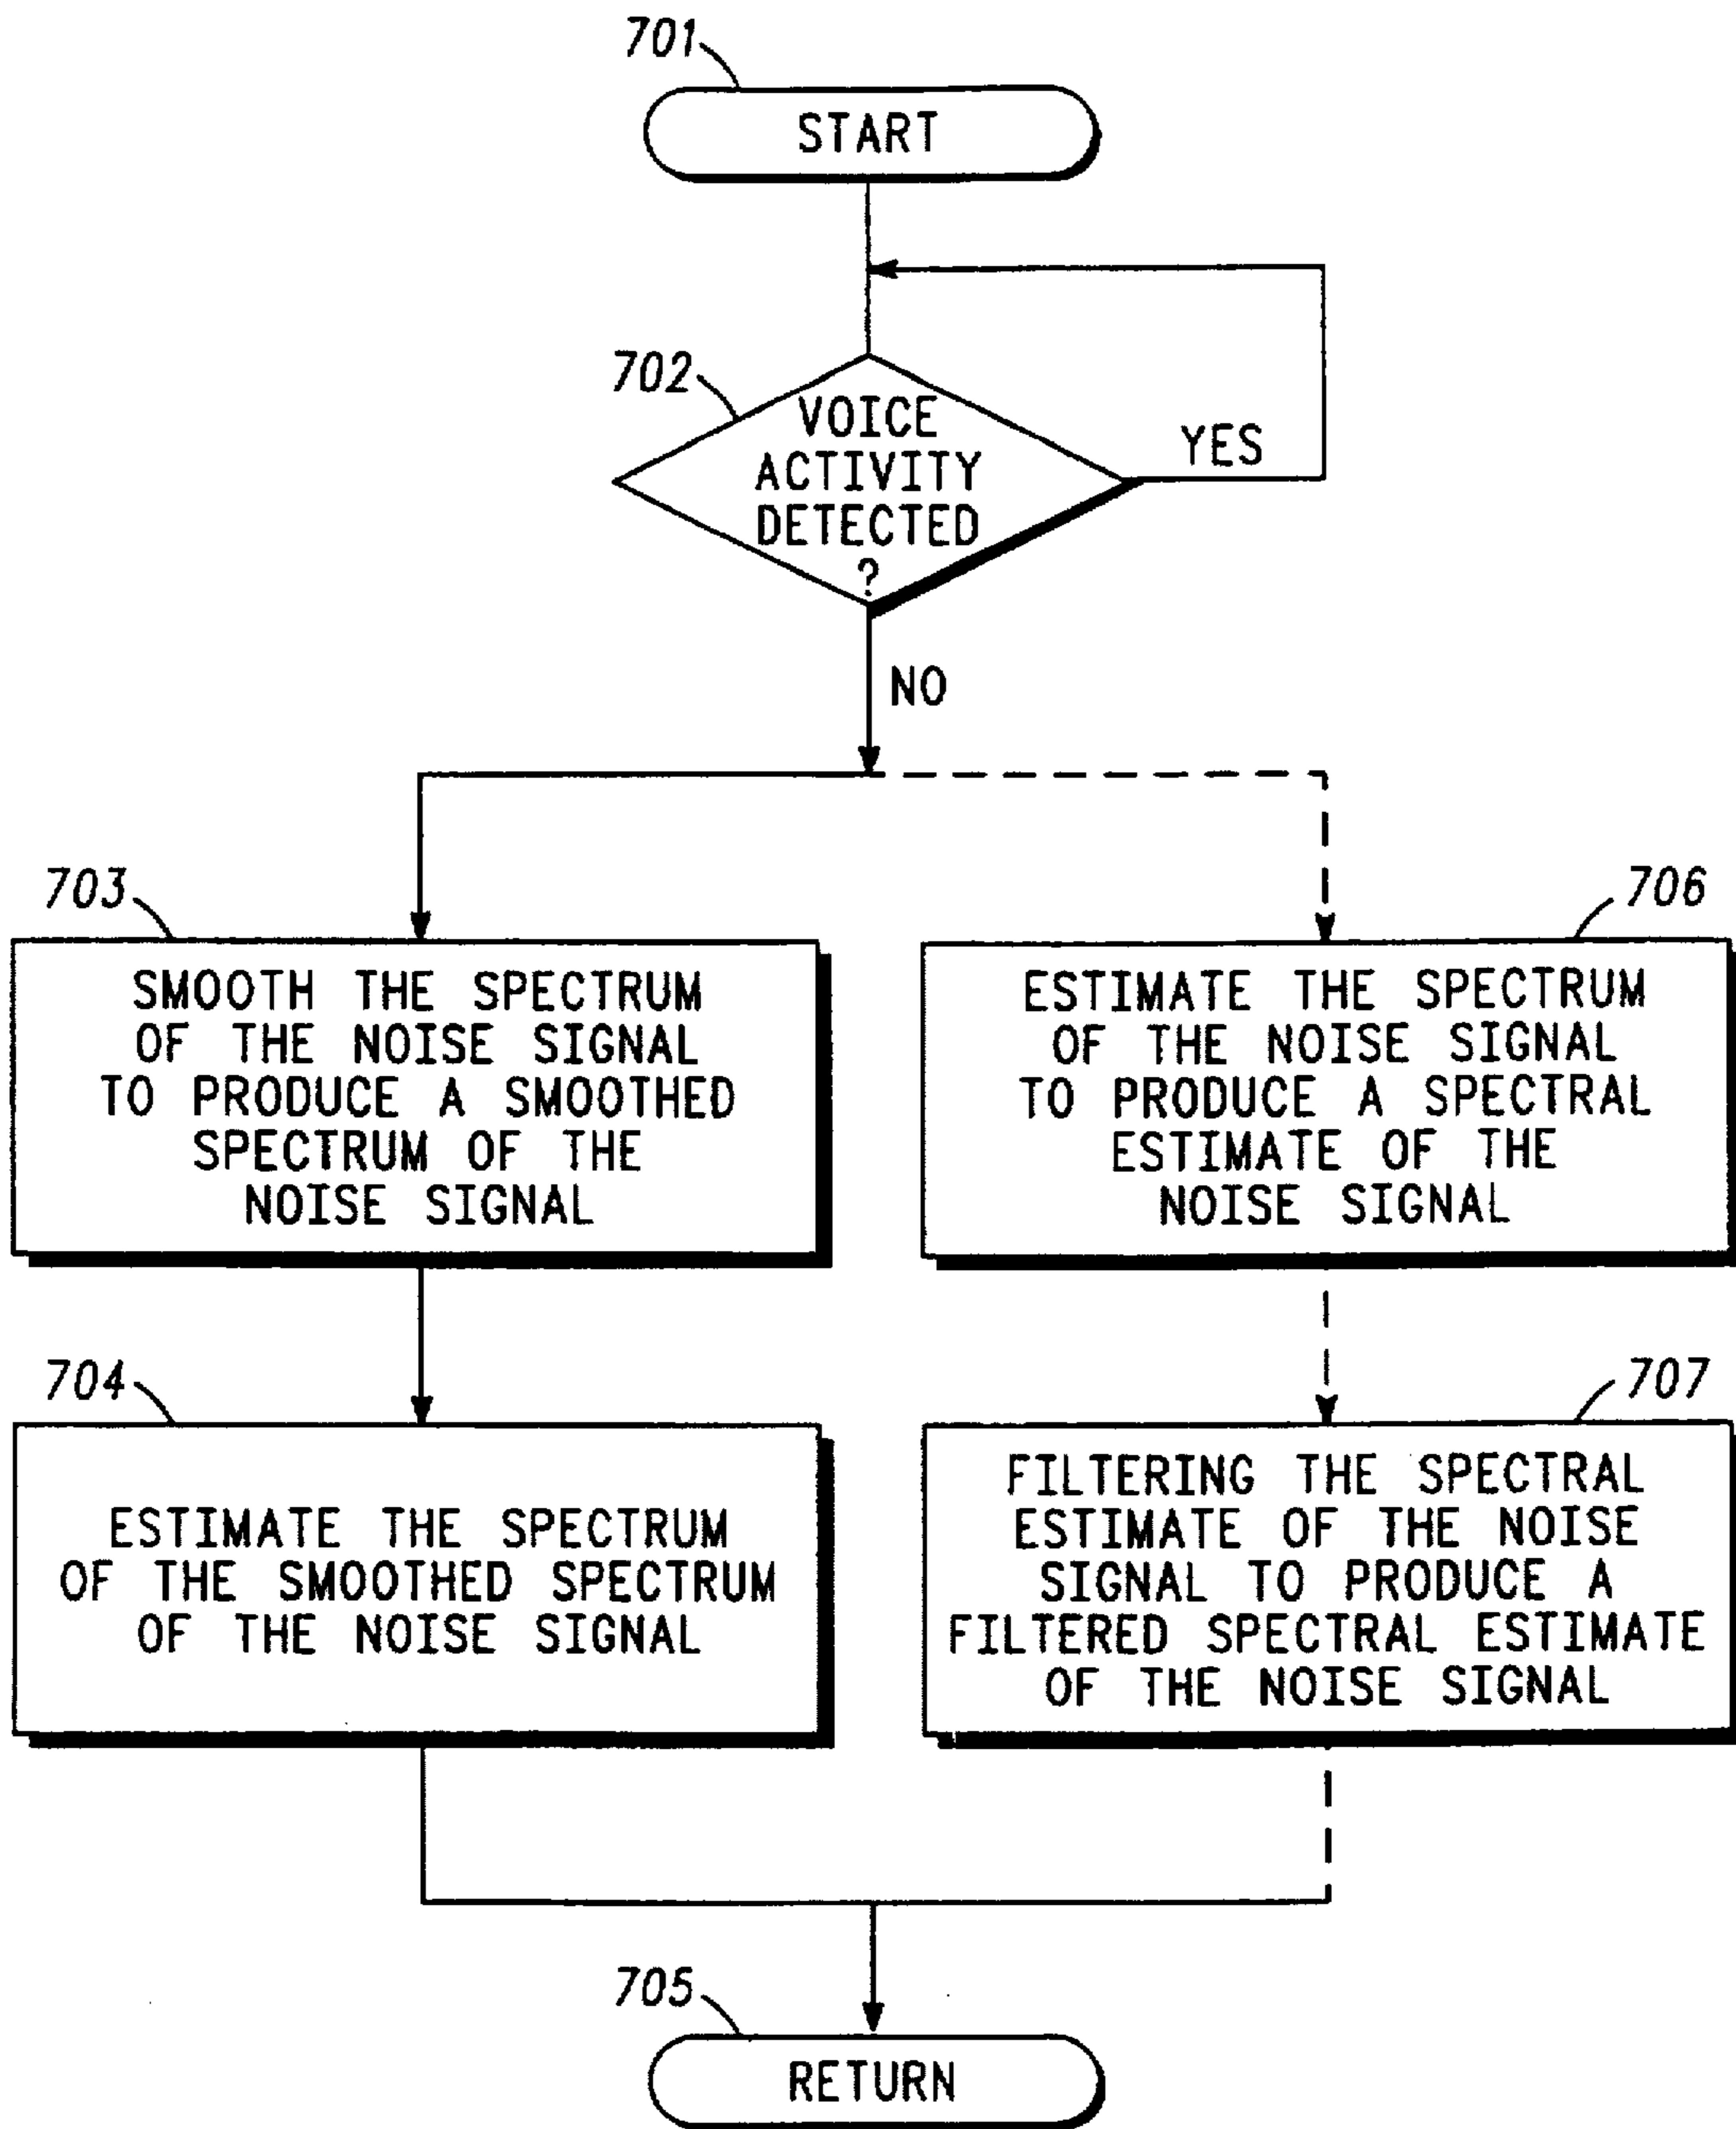 701
START
702
VOICE
ACTIVITY
DETECTED
?
YES
NO
703
SMOOTH THE SPECTRUM
OF THE NOISE SIGNAL
TO PRODUCE A SMOOTHED
SPECTRUM OF THE
NOISE SIGNAL
706
ESTIMATE THE SPECTRUM
OF THE NOISE SIGNAL
TO PRODUCE A SPECTRAL
ESTIMATE OF THE
NOISE SIGNAL
704
ESTIMATE THE SPECTRUM
OF THE SMOOTHED SPECTRUM
OF THE NOISE SIGNAL
707
FILTERING THE SPECTRAL
ESTIMATE OF THE NOISE
SIGNAL TO PRODUCE A
FILTERED SPECTRAL ESTIMATE
OF THE NOISE SIGNAL
705
RETURN